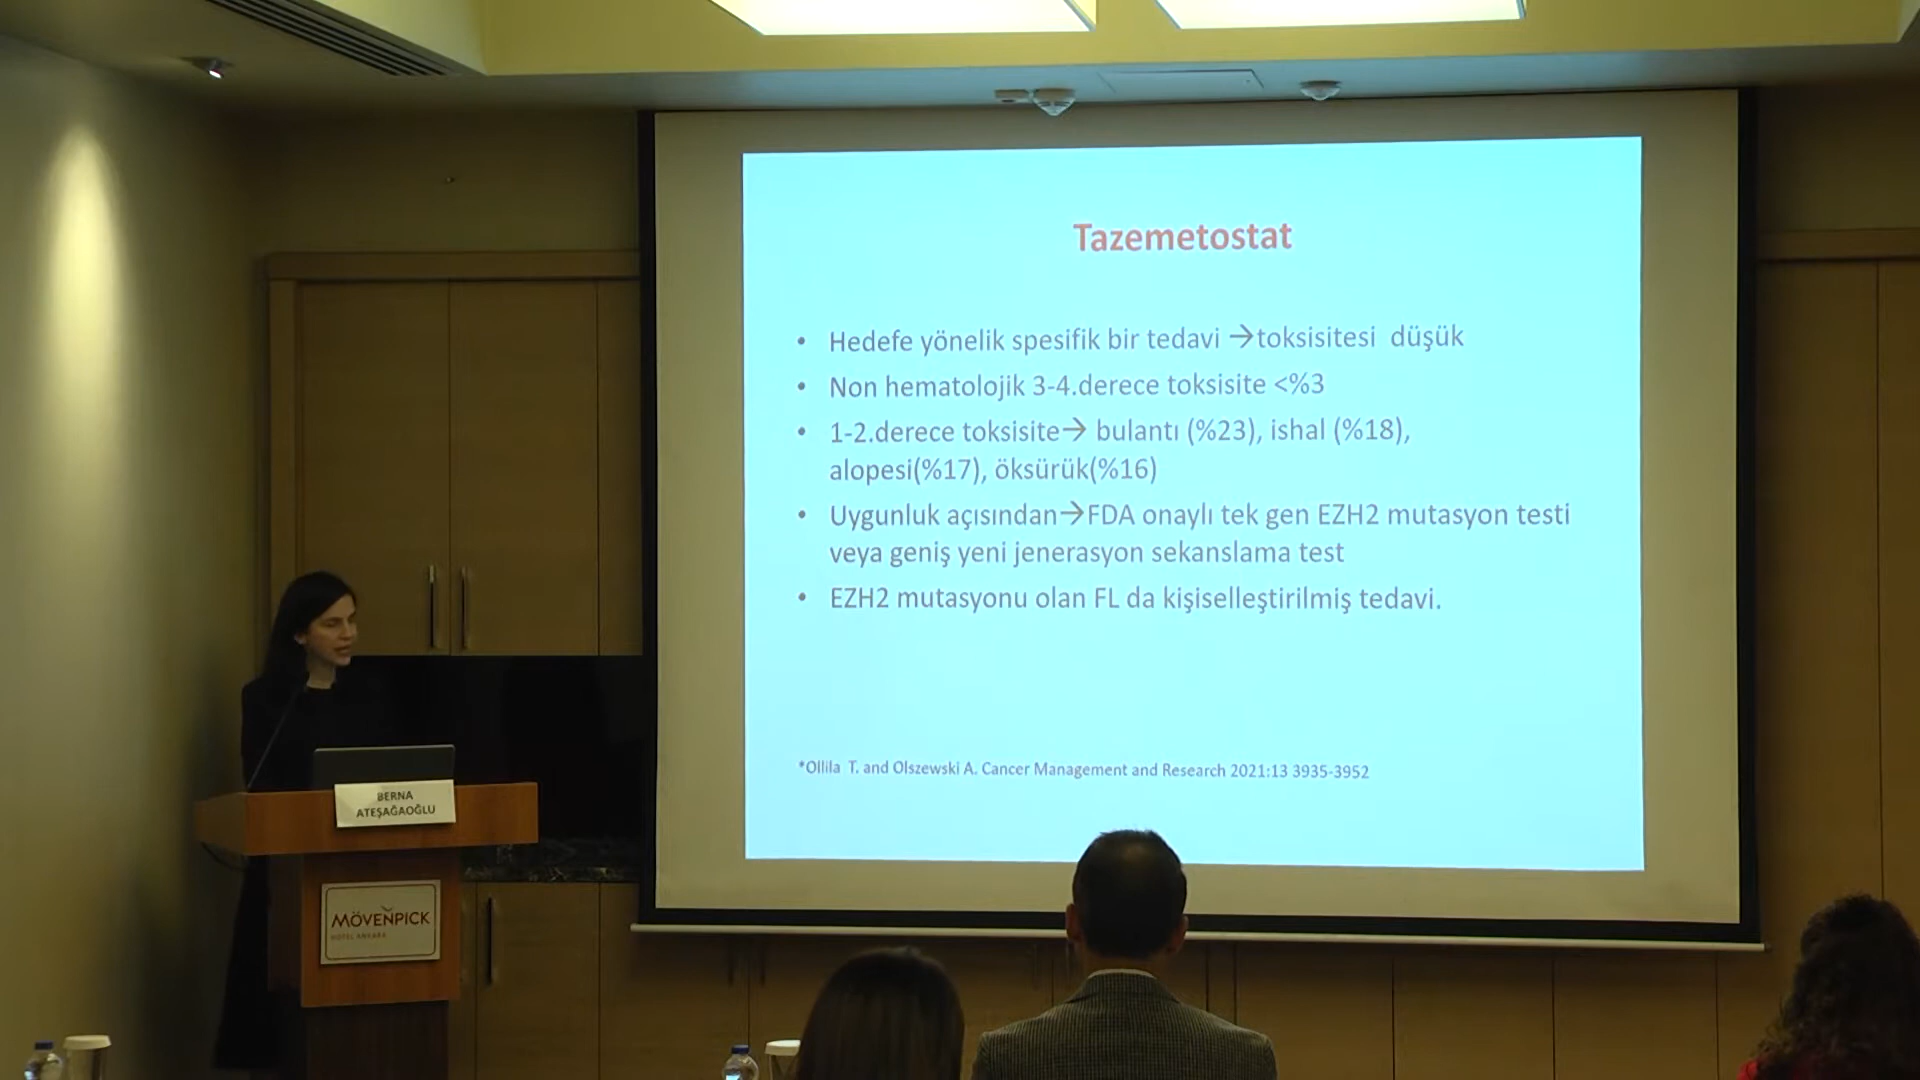 Tazemetostat
• Hedefe yönelik spesifik bir tedavi →toksisitesi düşük
• Non hematolojik 3-4.derece toksisite <%3
• 1-2.derece toksisite→ bulantı (%23), ishal (%18),
alopesi(%17), öksürük(%16)
• Uygunluk açısından→FDA onaylı tek gen EZH2 mutasyon testi
veya geniş yeni jenerasyon sekanslama test
• EZH2 mutasyonu olan FL da kişiselleştirilmiş tedavi.
*Ollila T. and Olszewski A. Cancer Management and Research 2021:13 3935-3952
BERNA
ATEŞAĞAOĞLU
MÖVENPICK
HOTEL ANKARA